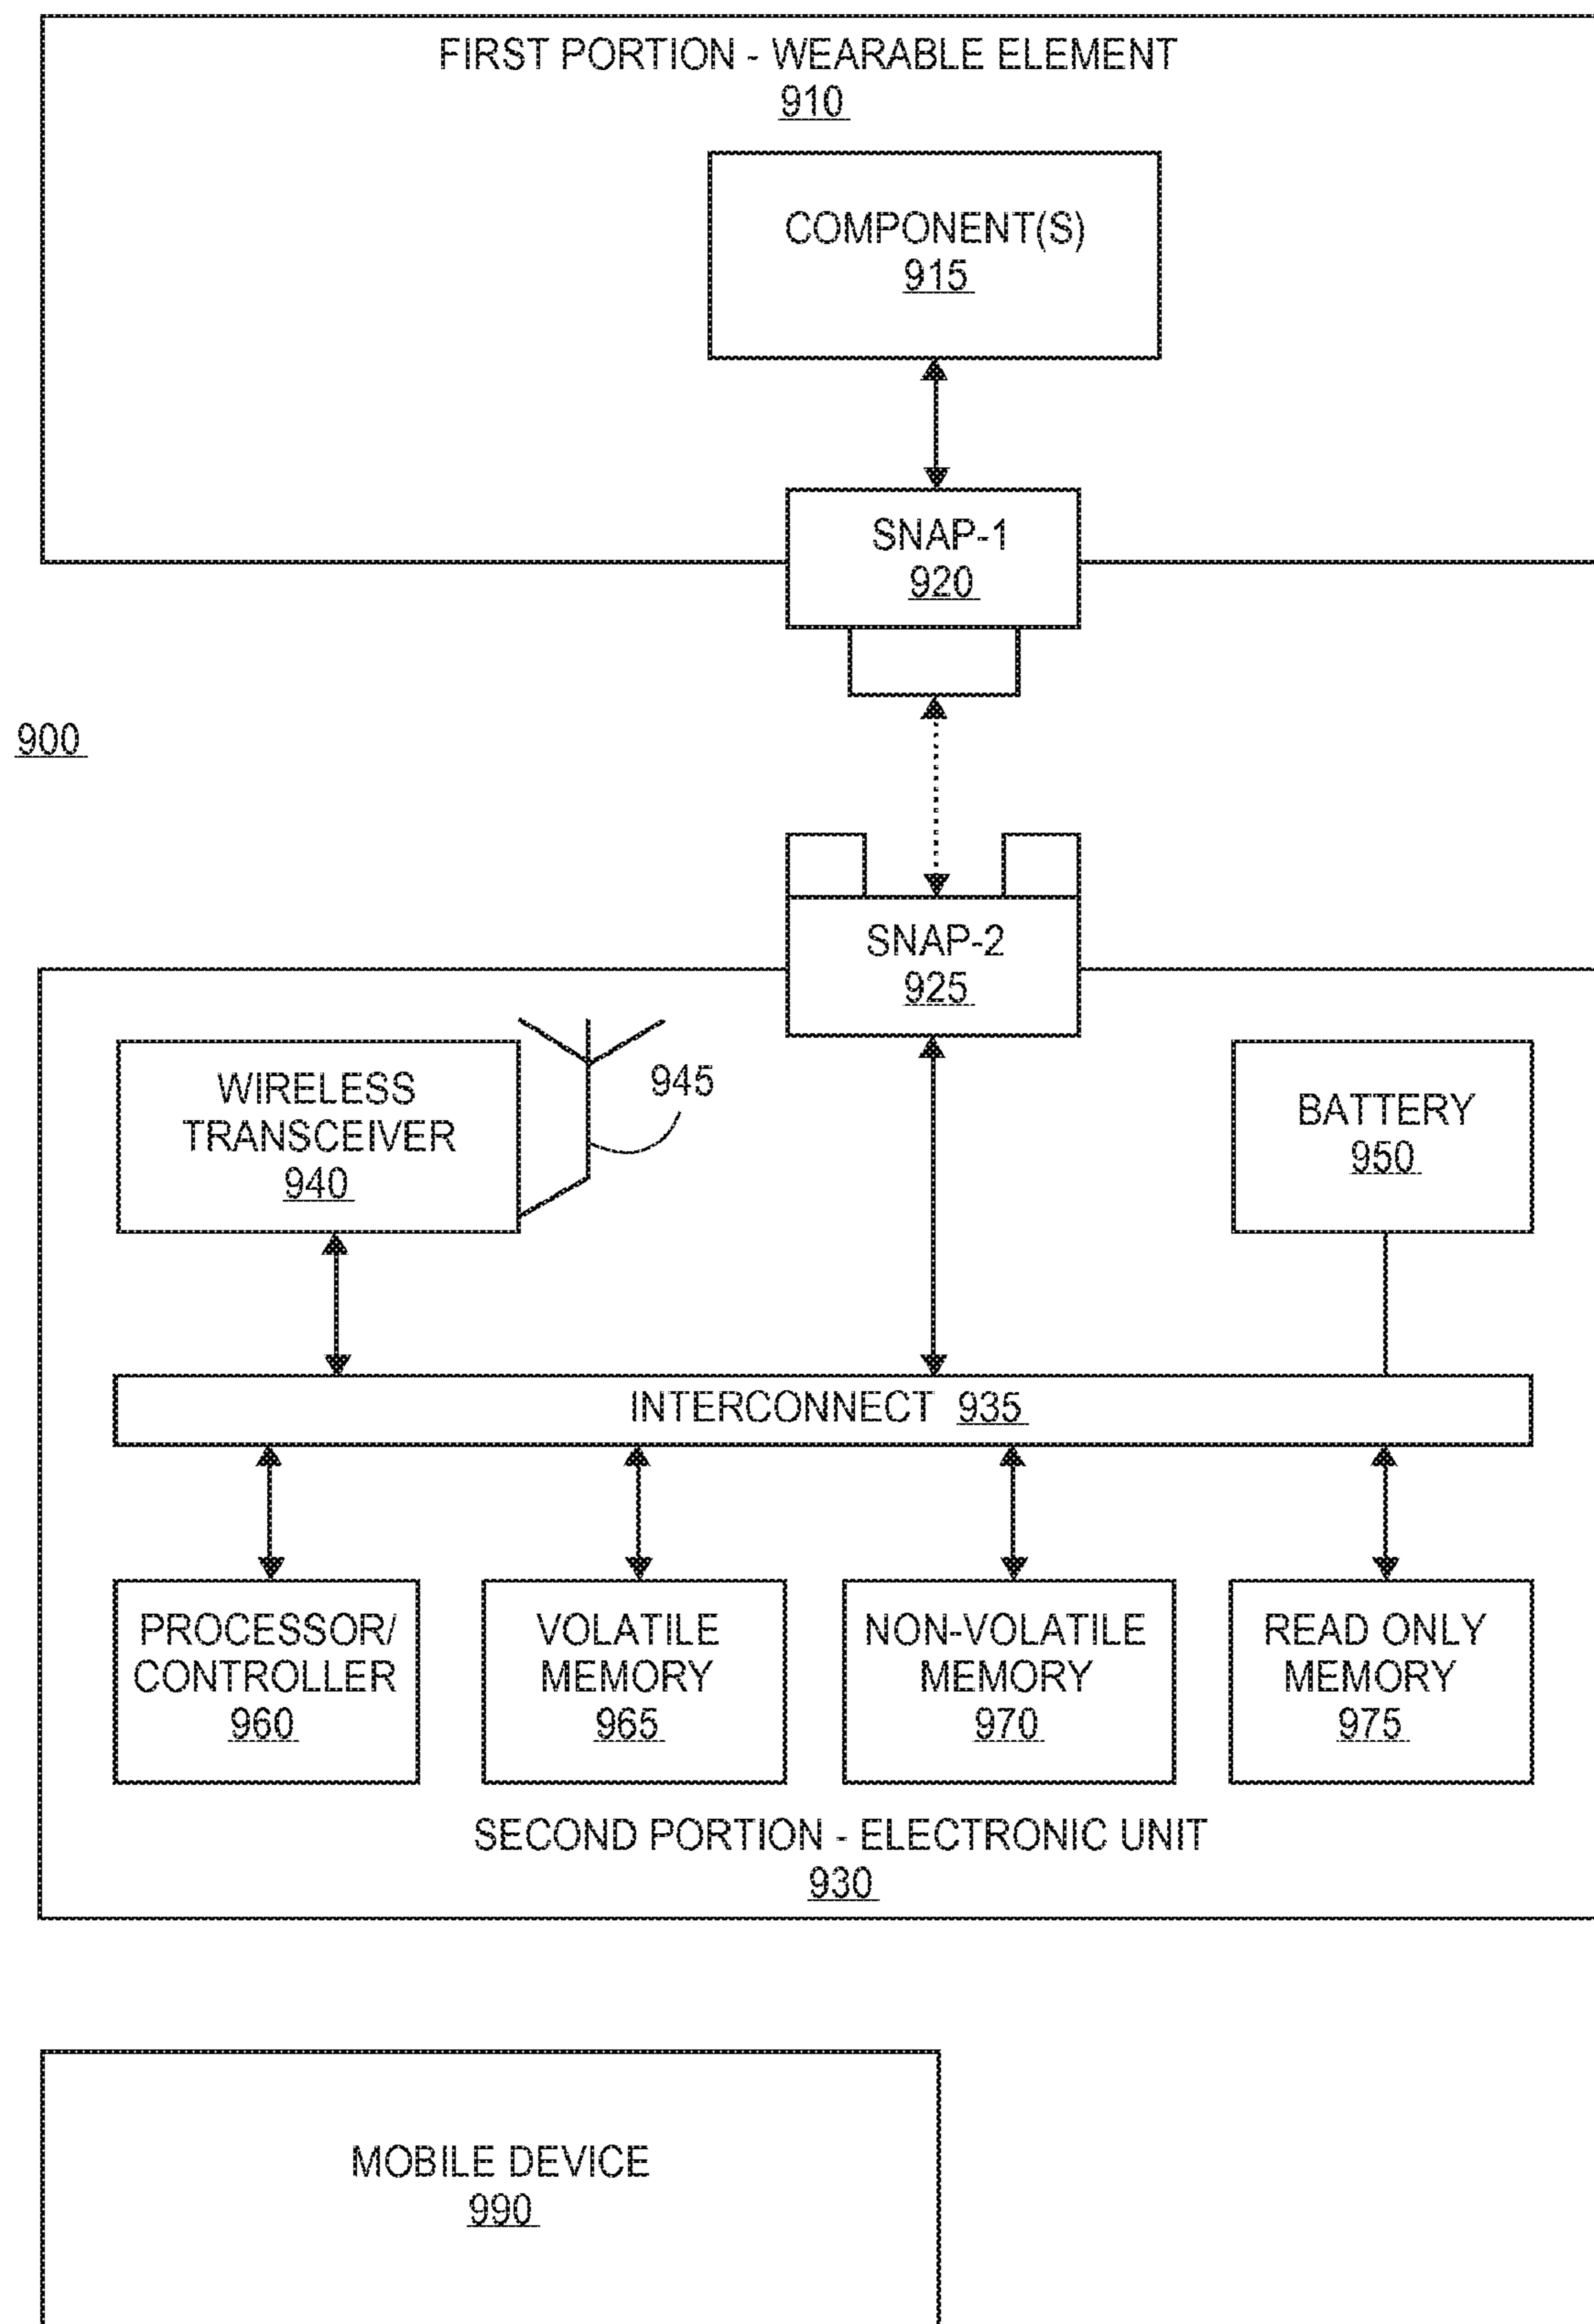 FIRST PORTION - WEARABLE ELEMENT
910
COMPONENT(S)
915
SNAP-1
920
900
SNAP-2
925
WIRELESS
TRANSCEIVER
940
945
BATTERY
950
INTERCONNECT 935
PROCESSOR/
CONTROLLER
960
VOLATILE
MEMORY
965
NON-VOLATILE
MEMORY
970
READ ONLY
MEMORY
975
SECOND PORTION - ELECTRONIC UNIT
930
MOBILE DEVICE
990